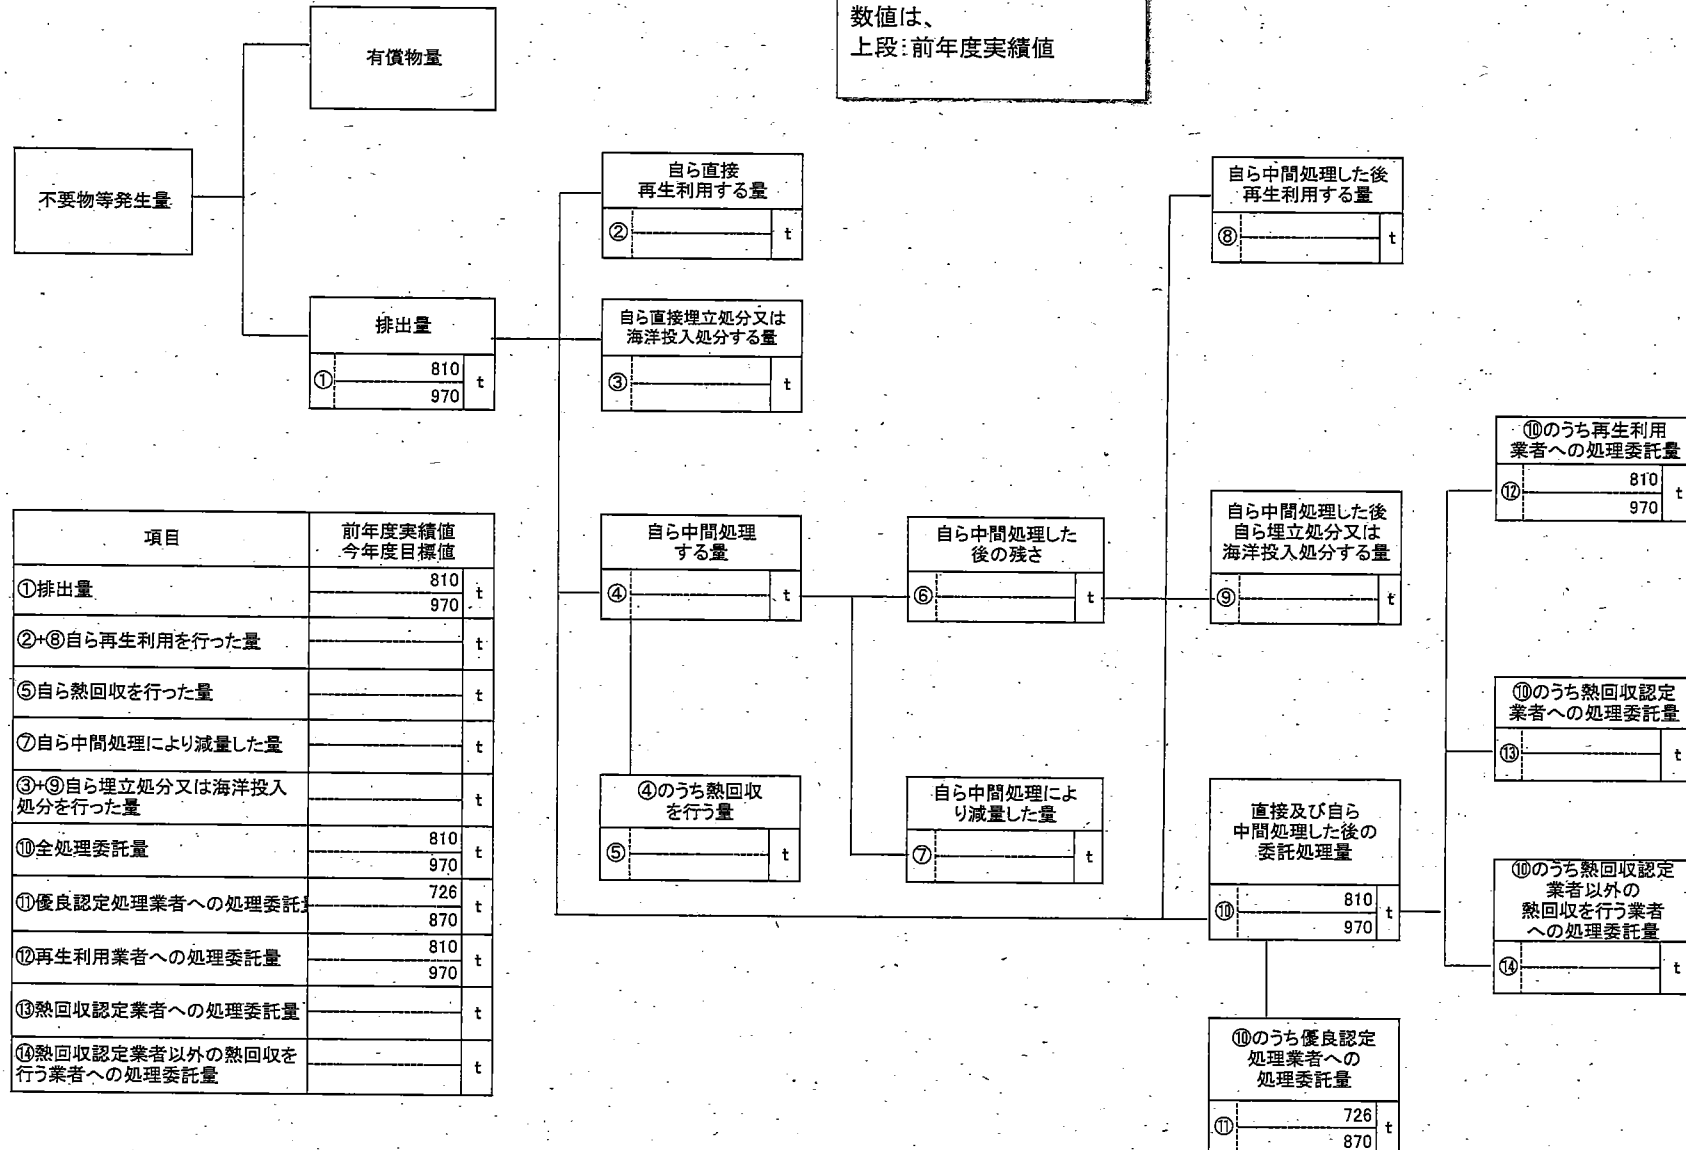 数値は、
上段:前年度実績値
有償物量
不要物等発生量
排出量
① 810 t
970
自ら直接
再生利用する量
② t
自ら直接埋立処分又は
海洋投入処分する量
③ t
自ら中間処理
する量
④ t
④のうち熱回収
を行う量
⑤ t
自ら中間処理した
後の残さ
⑥ t
自ら中間処理によ
り減量した量
⑦ t
自ら中間処理した後
再生利用する量
⑧ t
自ら中間処理した後
自ら埋立処分又は
海洋投入処分する量
⑨ t
直接及び自ら
中間処理した後の
委託処理量
⑩ 810 t
970
⑩のうち優良認定
処理業者への
処理委託量
⑪ 726 t
870
⑩のうち再生利用
業者への処理委託量
⑫ 810 t
970
⑩のうち熱回収認定
業者への処理委託量
⑬ t
⑩のうち熱回収認定
業者以外の
熱回収を行う業者
への処理委託量
⑭ t
項目 前年度実績値
今年度目標値
①排出量 810 t
970
②+⑧自ら再生利用を行った量 t
⑤自ら熱回収を行った量 t
⑦自ら中間処理により減量した量 t
③+⑨自ら埋立処分又は海洋投入
処分を行った量 t
⑩全処理委託量 810 t
970
⑪優良認定処理業者への処理委託 726 t
870
⑫再生利用業者への処理委託量 810 t
970
⑬熱回収認定業者への処理委託量 t
⑭熱回収認定業者以外の熱回収を
行う業者への処理委託量 t